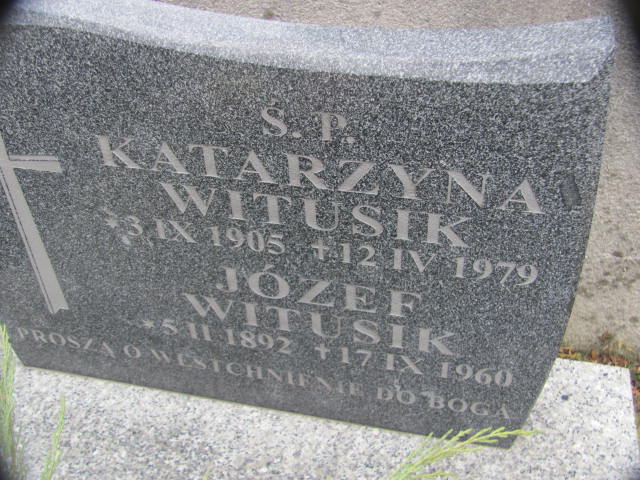 Ś. P.
KATARZYNA
WITUSIK
*3 IX 1905 +12 IV 1979
JÓZEF
WITUSIK
*5 II 1892 +17 IX 1960
PROSZĄ O WESTCHNIENIE DO BOGA